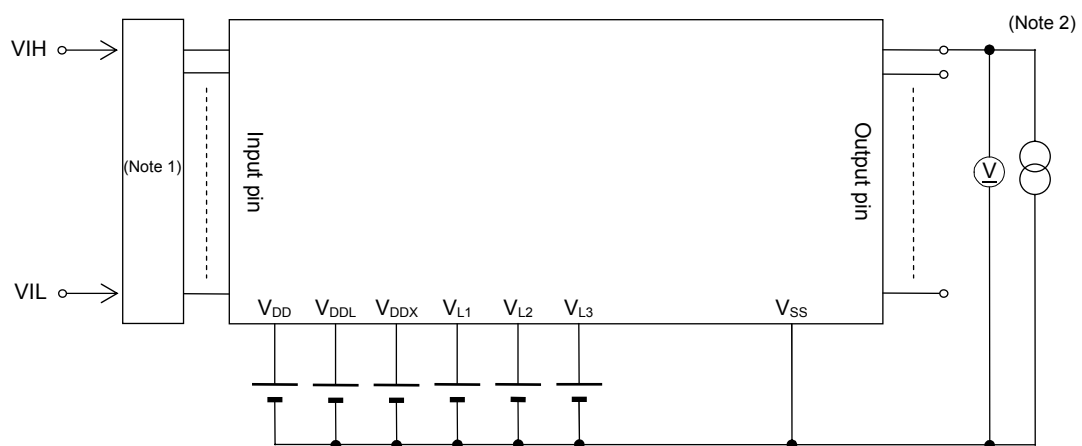 (Note 2)
VIH
(Note 1)
Input pin
Output pin
V
VIL
VDD
VDDL
VDDX
VL1
VL2
VL3
VSS